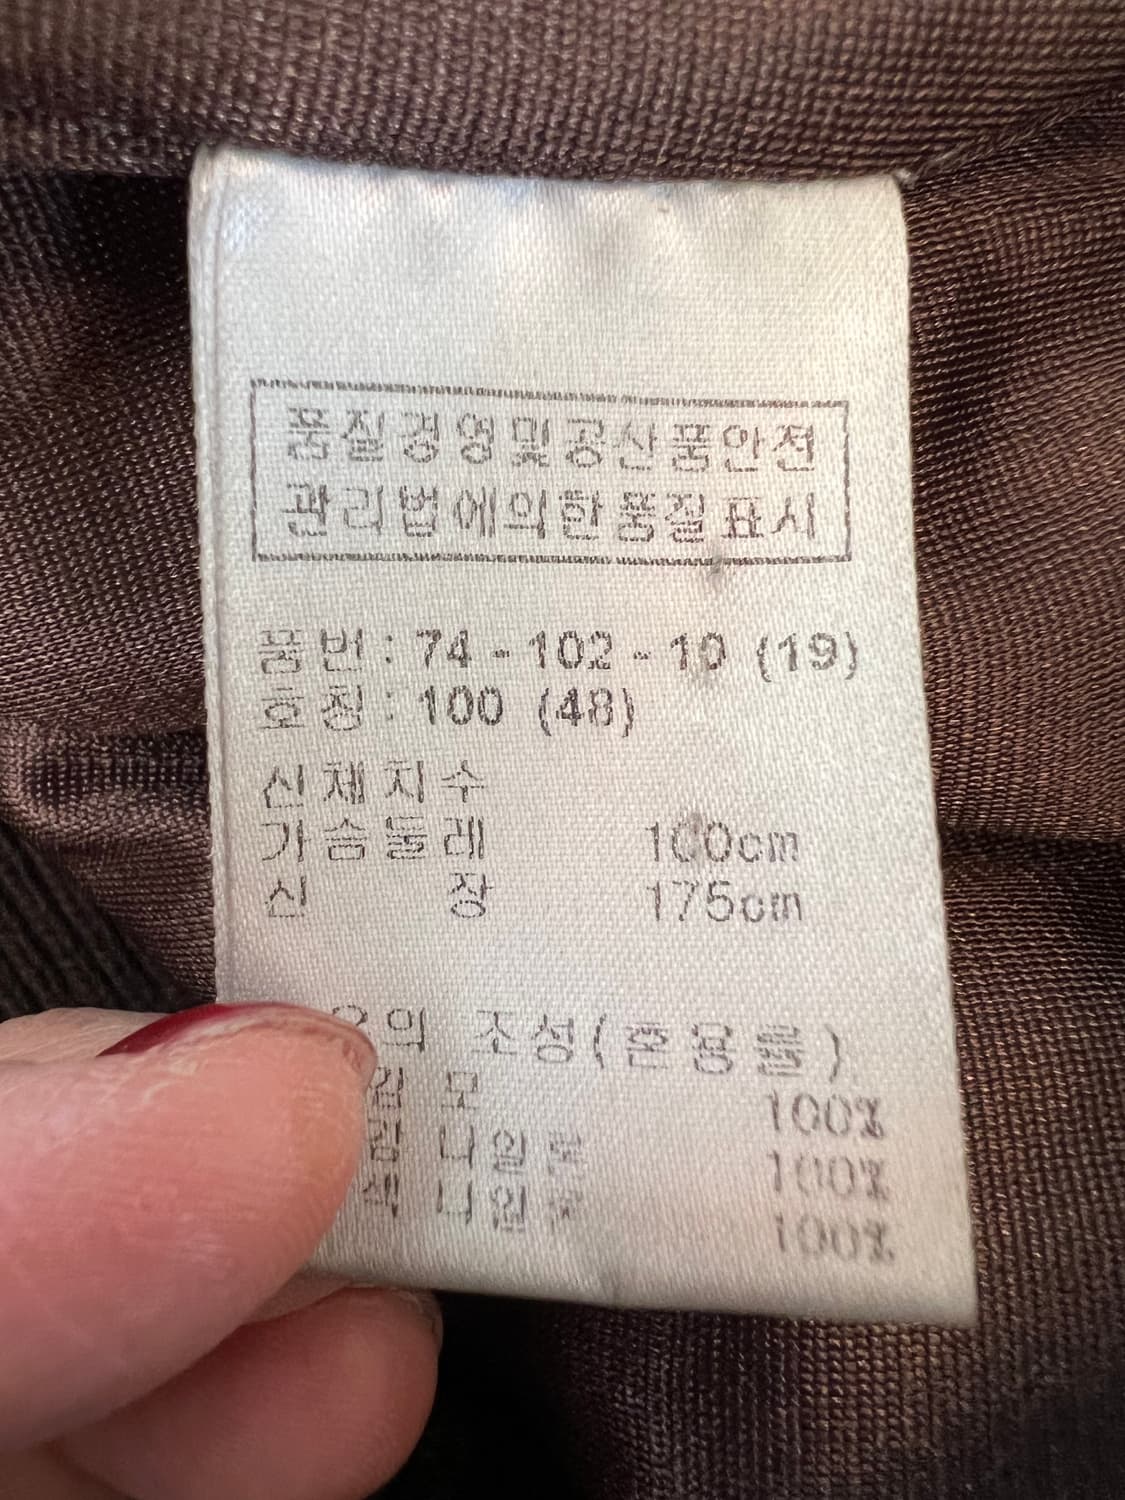 품질경영및공산품안전
관리법에의한품질표시
품번: 74 - 102 - 10 (19)
호칭: 100 (48)
신체치수
가슴둘레 100cm
신 장 175cm
조성(혼용율)
모 100%
나일론 100%
나일론 100%